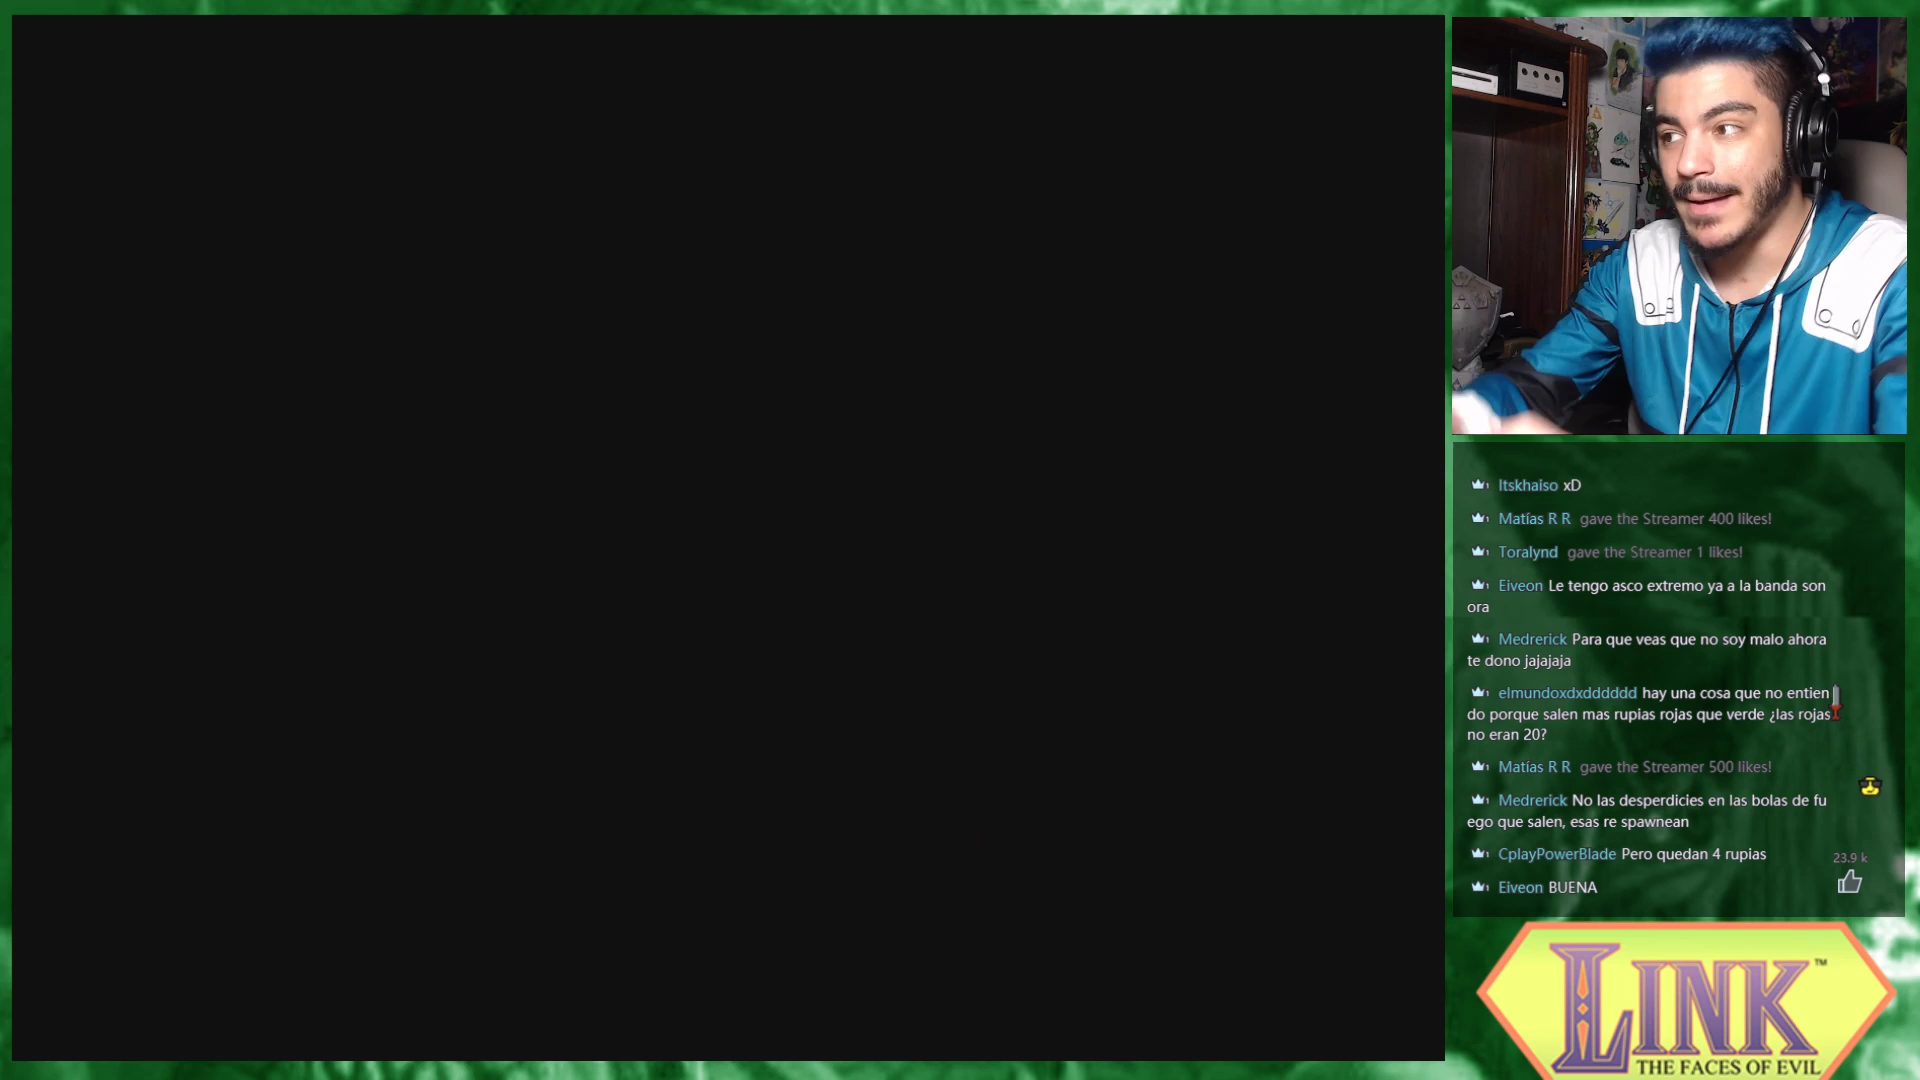 Itskhaiso xD
Matías R R gave the Streamer 400 likes!
Toralynd gave the Streamer 1 likes!
Eiveon Le tengo asco extremo ya a la banda son
ora
Medrerick Para que veas que no soy malo ahora
te dono jajajaja
elmundoxdxdddddd hay una cosa que no entien
do porque salen mas rupias rojas que verde ¿las rojas
no eran 20?
Matías R R gave the Streamer 500 likes!
Medrerick No las desperdicies en las bolas de fu
ego que salen, esas re spawnean
CplayPowerBlade Pero quedan 4 rupias
23.9 k
Eiveon BUENA
LINK™
THE FACES OF EVIL